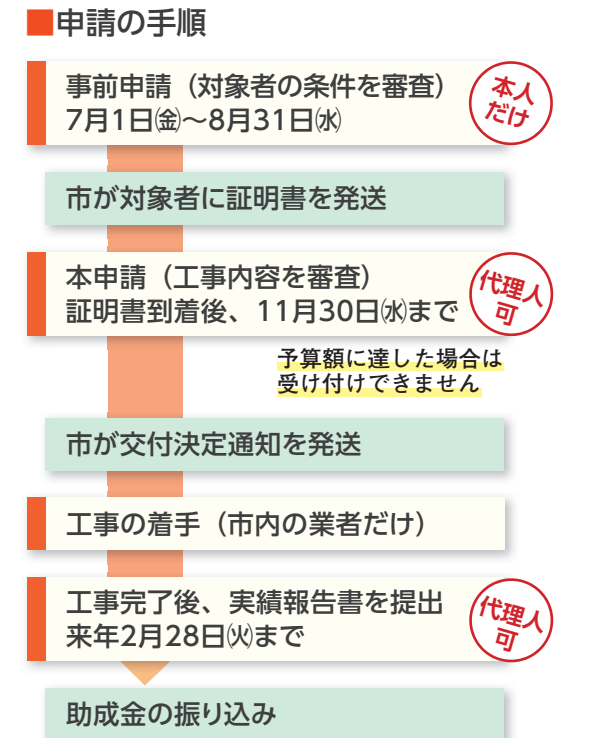 ■申請の手順
事前申請（対象者の条件を審査）
7月1日㈮～8月31日㈬
本人
だけ
市が対象者に証明書を発送
本申請（工事内容を審査）
証明書到着後、11月30日㈬まで
代理人
可
予算額に達した場合は
受け付けできません
市が交付決定通知を発送
工事の着手（市内の業者だけ）
工事完了後、実績報告書を提出
来年2月28日㈫まで
代理人
可
助成金の振り込み